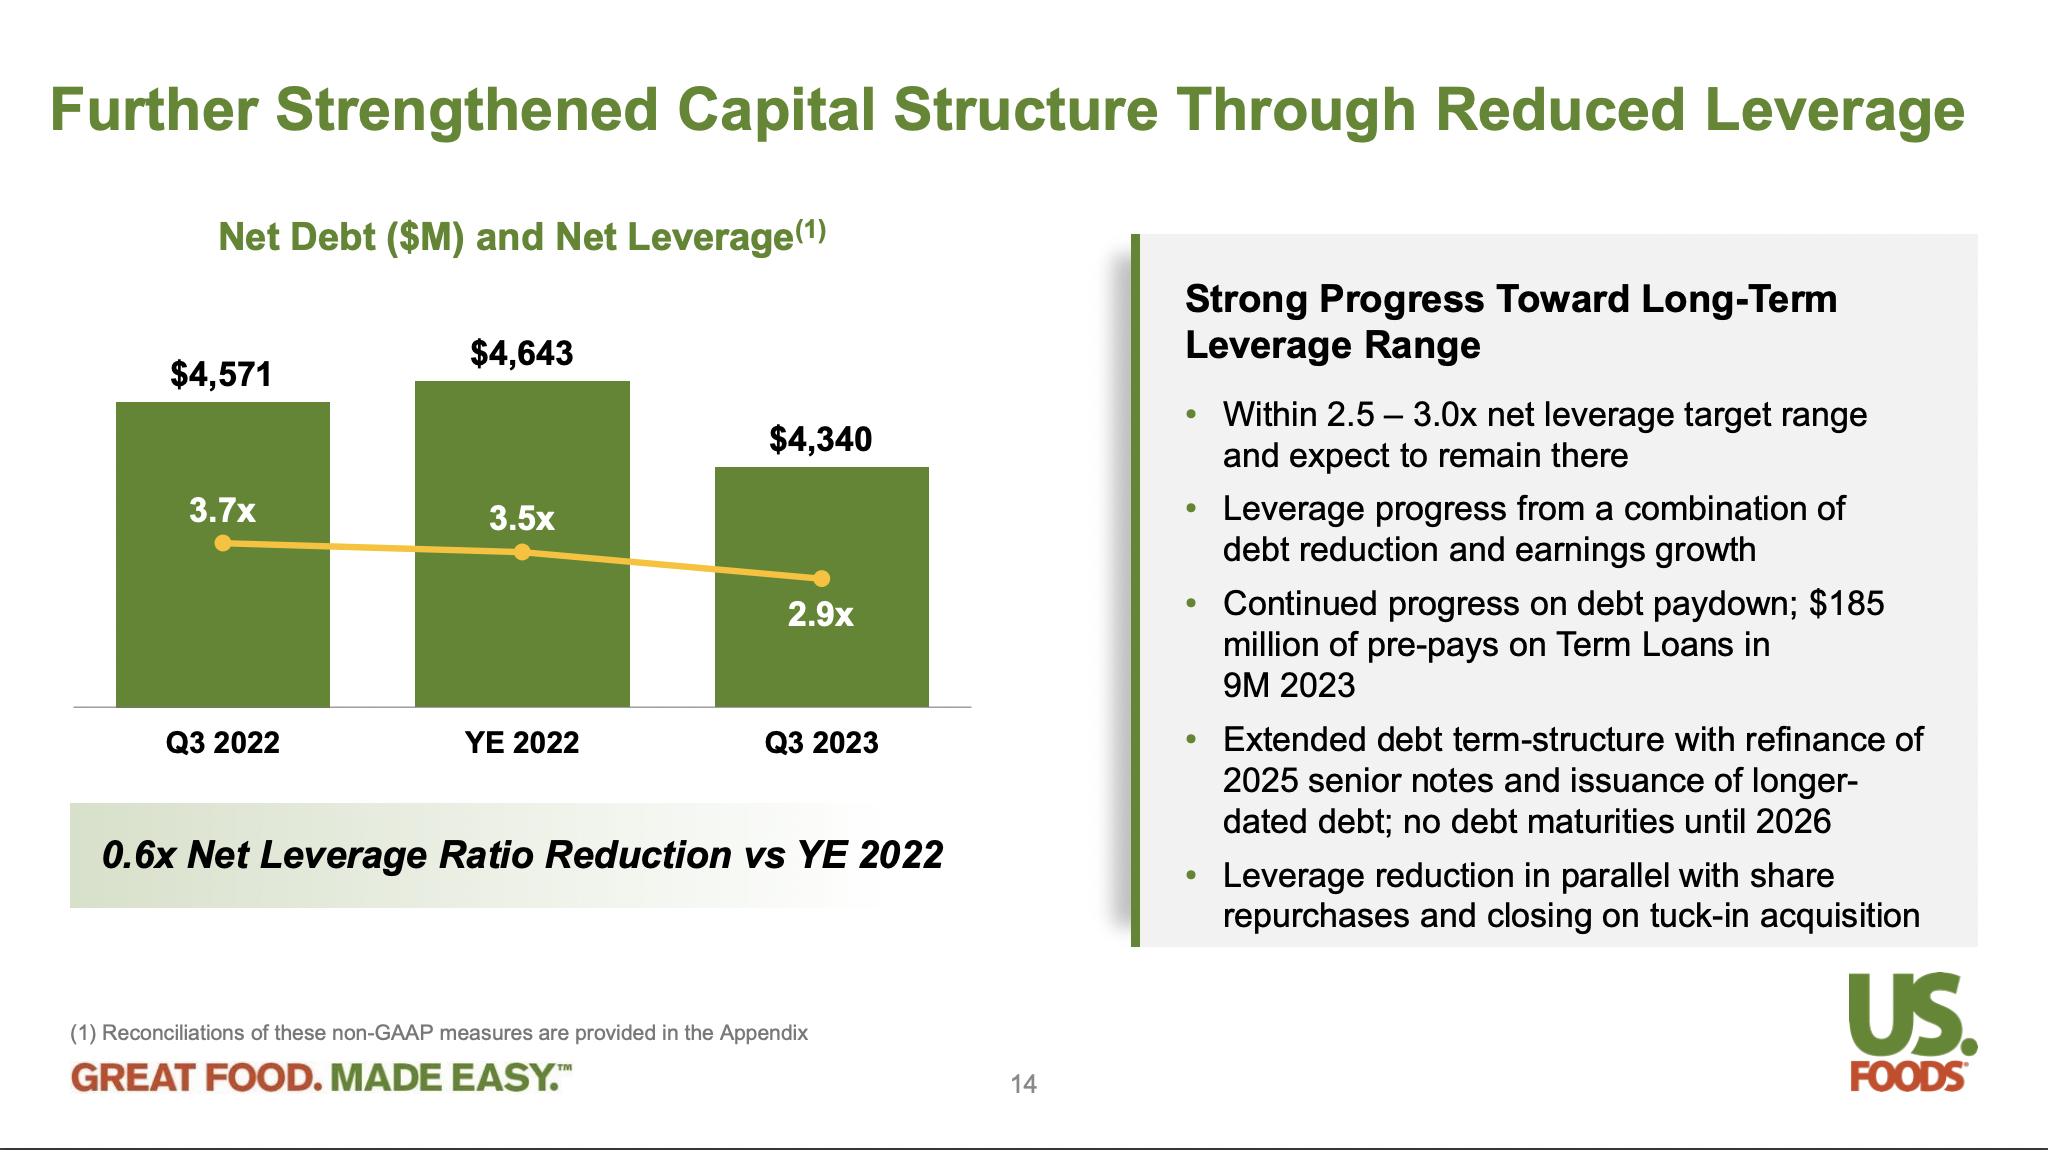 Further Strengthened Capital Structure Through Reduced Leverage
Net Debt ($M) and Net Leverage(1)
$4,571
$4,643
$4,340
3.7x
3.5x
2.9x
Q3 2022
YE 2022
Q3 2023
0.6x Net Leverage Ratio Reduction vs YE 2022
Strong Progress Toward Long-Term
Leverage Range
• Within 2.5 – 3.0x net leverage target range
and expect to remain there
• Leverage progress from a combination of
debt reduction and earnings growth
• Continued progress on debt paydown; $185
million of pre-pays on Term Loans in
9M 2023
• Extended debt term-structure with refinance of
2025 senior notes and issuance of longer-
dated debt; no debt maturities until 2026
• Leverage reduction in parallel with share
repurchases and closing on tuck-in acquisition
(1) Reconciliations of these non-GAAP measures are provided in the Appendix
GREAT FOOD. MADE EASY.™
14
US.
FOODS®